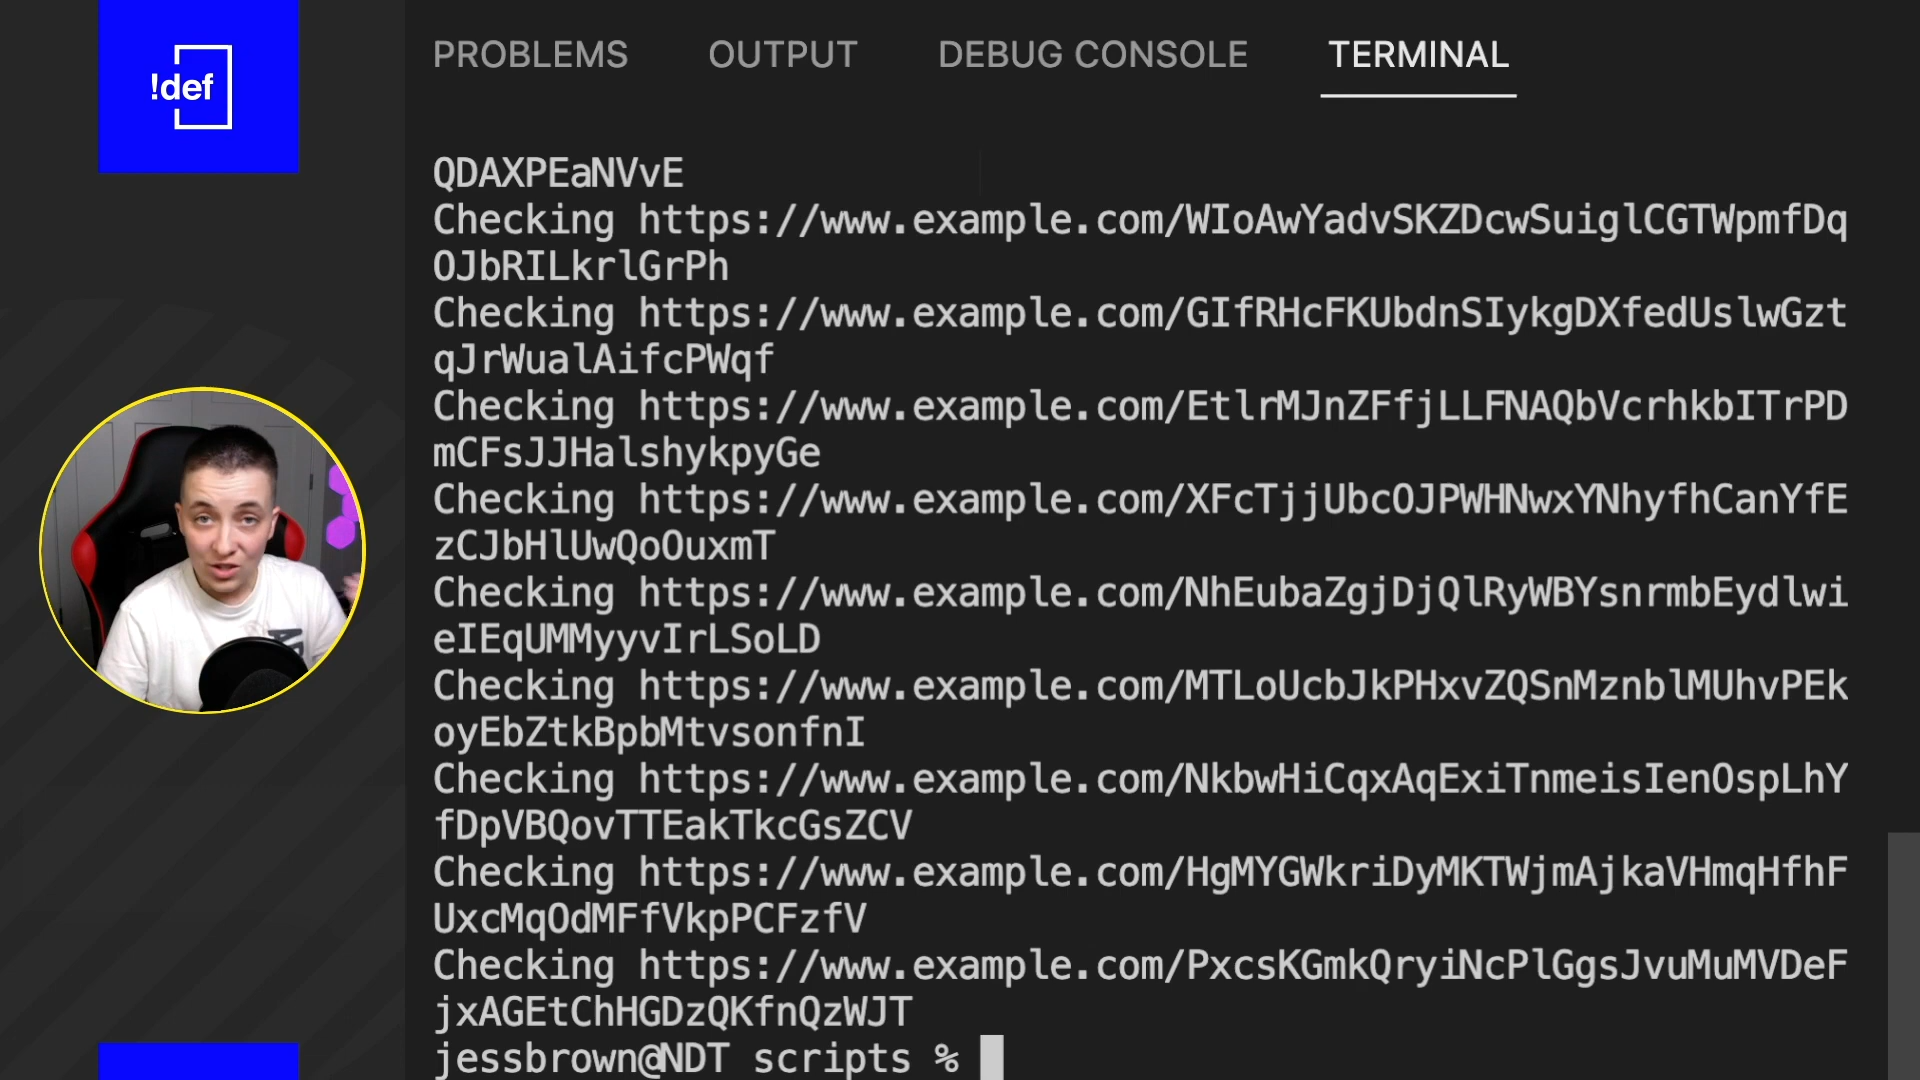 !def
PROBLEMS OUTPUT DEBUG CONSOLE TERMINAL
QDAXPEaNVvE
Checking https://www.example.com/WIoAwYadvSKZDcwSuiglCGTWpmfDq
OJbRILkrlGrPh
Checking https://www.example.com/GIfRHcFKUbdnSIykgDXfedUslwGzt
qJrWualAifcPWqf
Checking https://www.example.com/EtlrMJnZFfjLLFNAQbVcrhkbITrPD
mCFsJJHalshykpyGe
Checking https://www.example.com/XFcTjjUbcOJPWHNwxYNhyfhCanYfE
zCJbHlUwQoOuxmT
Checking https://www.example.com/NhEubaZgjDjQlRyWBYsnrmbEydlwi
eIEqUMMyyvIrLSoLD
Checking https://www.example.com/MTLoUcbJkPHxvZQSnMznblMUhvPEk
oyEbZtkBpbMtvsonfnI
Checking https://www.example.com/NkbwHiCqxAqExiTnmeisIenOspLhY
fDpVBQovTTEakTkcGsZCV
Checking https://www.example.com/HgMYGWkriDyMKTWjmAjkaVHmqHfhF
UxcMqOdMFfVkpPCFzfV
Checking https://www.example.com/PxcsKGmkQryiNcPlGgsJvuMuMVDeF
jxAGEtChHGDzQKfnQzWJT
jessbrown@NDT scripts %